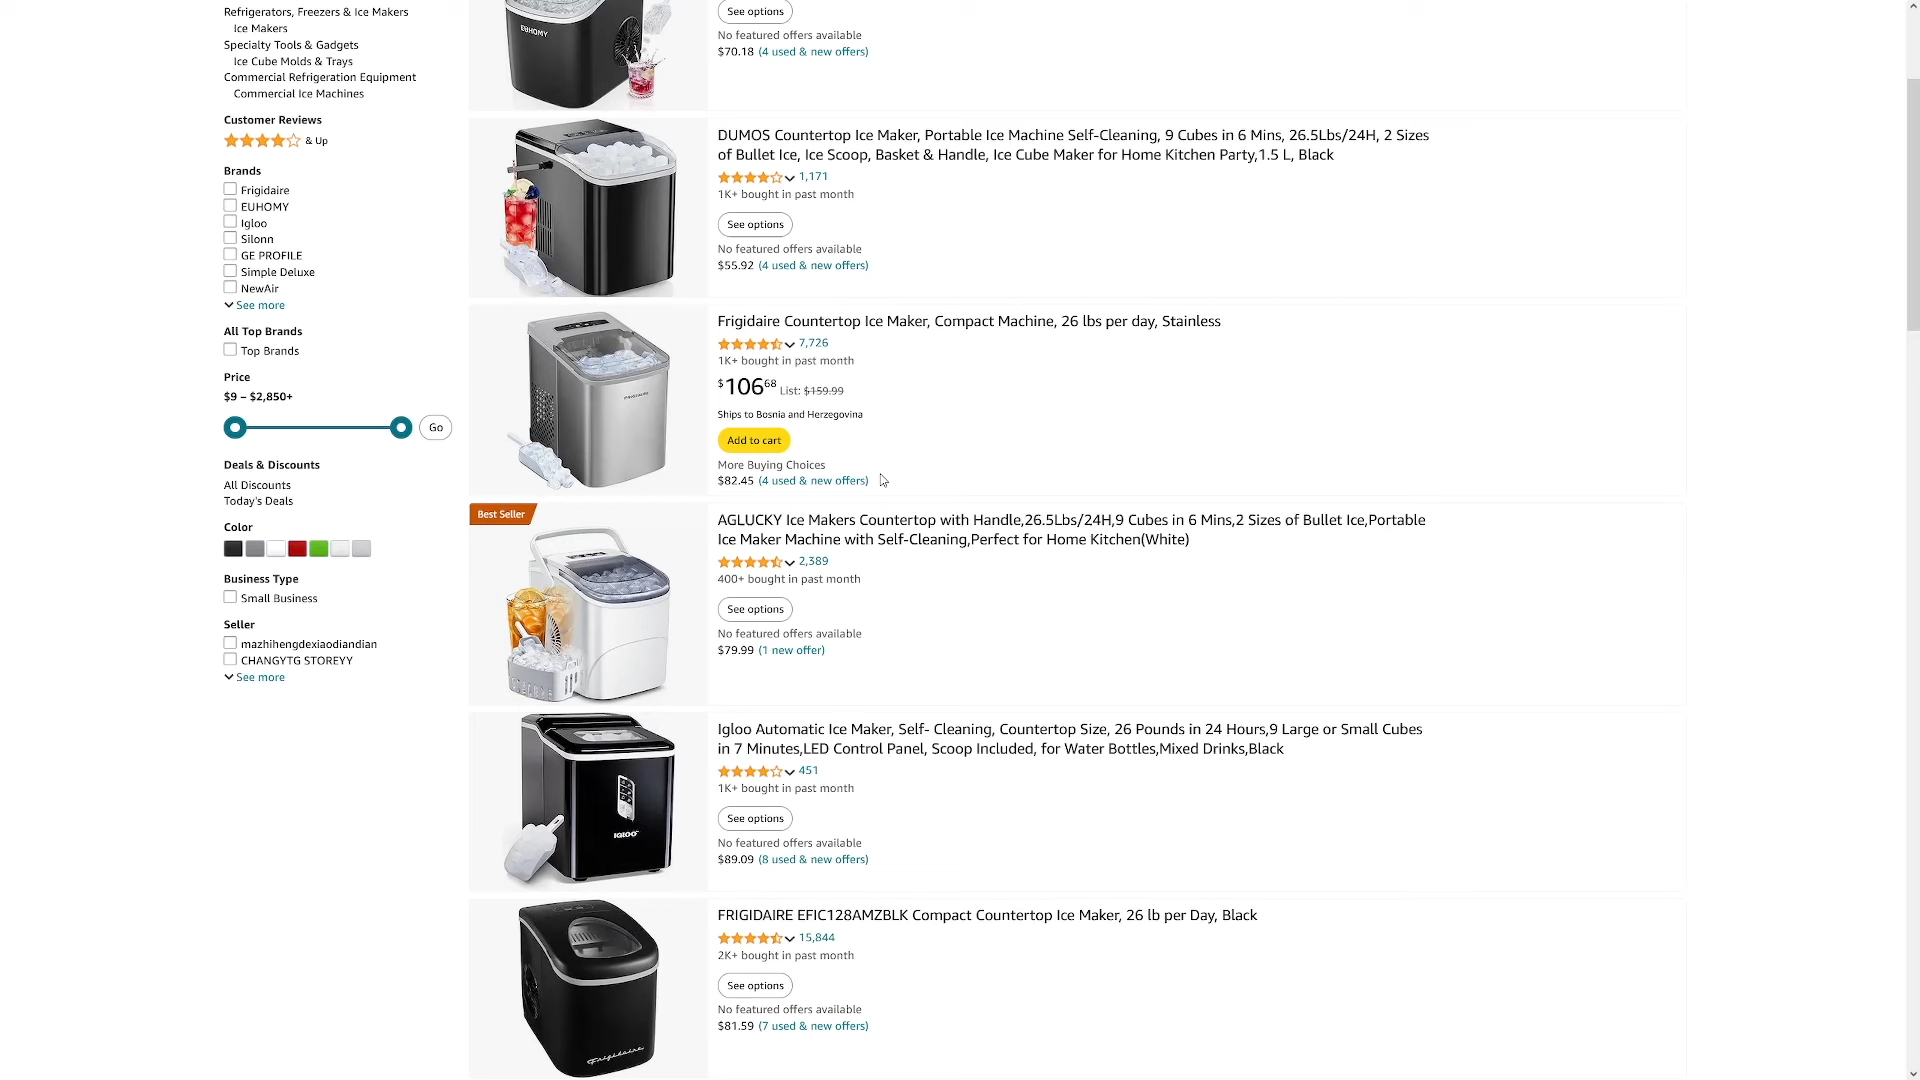 Refrigerators, Freezers & Ice Makers
Ice Makers
Specialty Tools & Gadgets
Ice Cube Molds & Trays
Commercial Refrigeration Equipment
Commercial Ice Machines
Customer Reviews
& Up
Brands
Frigidaire
EUHOMY
Igloo
Silonn
GE PROFILE
Simple Deluxe
NewAir
See more
All Top Brands
Top Brands
Price
$9 – $2,850+
Go
Deals & Discounts
All Discounts
Today's Deals
Color
Business Type
Small Business
Seller
mazhihengdexiaodiandian
CHANGYTG STOREYY
See more
EUHOMY
See options
No featured offers available
$70.18 (4 used & new offers)
DUMOS Countertop Ice Maker, Portable Ice Machine Self-Cleaning, 9 Cubes in 6 Mins, 26.5Lbs/24H, 2 Sizes
of Bullet Ice, Ice Scoop, Basket & Handle, Ice Cube Maker for Home Kitchen Party,1.5 L, Black
1,171
1K+ bought in past month
See options
No featured offers available
$55.92 (4 used & new offers)
FRIGIDAIRE
Frigidaire Countertop Ice Maker, Compact Machine, 26 lbs per day, Stainless
7,726
1K+ bought in past month
$106.68 List: $159.99
Ships to Bosnia and Herzegovina
Add to cart
More Buying Choices
$82.45 (4 used & new offers)
Best Seller
AGLUCKY Ice Makers Countertop with Handle,26.5Lbs/24H,9 Cubes in 6 Mins,2 Sizes of Bullet Ice,Portable
Ice Maker Machine with Self-Cleaning,Perfect for Home Kitchen(White)
2,389
400+ bought in past month
See options
No featured offers available
$79.99 (1 new offer)
IGLOO
Igloo Automatic Ice Maker, Self- Cleaning, Countertop Size, 26 Pounds in 24 Hours,9 Large or Small Cubes
in 7 Minutes,LED Control Panel, Scoop Included, for Water Bottles,Mixed Drinks,Black
451
1K+ bought in past month
See options
No featured offers available
$89.09 (8 used & new offers)
Frigidaire
FRIGIDAIRE EFIC128AMZBLK Compact Countertop Ice Maker, 26 lb per Day, Black
15,844
2K+ bought in past month
See options
No featured offers available
$81.59 (7 used & new offers)